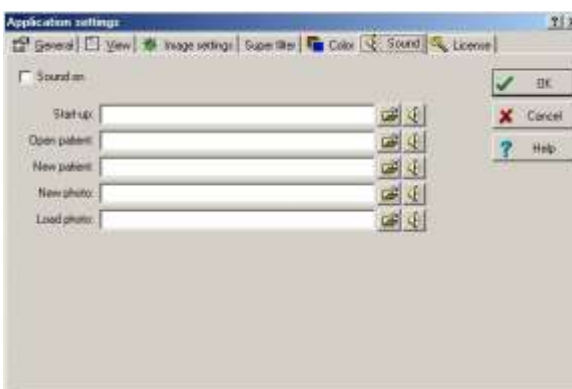 Application settings
General View Image settings Super filter Color Sound License
Sound on
OK
Start-up:
Cancel
Open patient:
Help
New patient:
New photo:
Load photo: